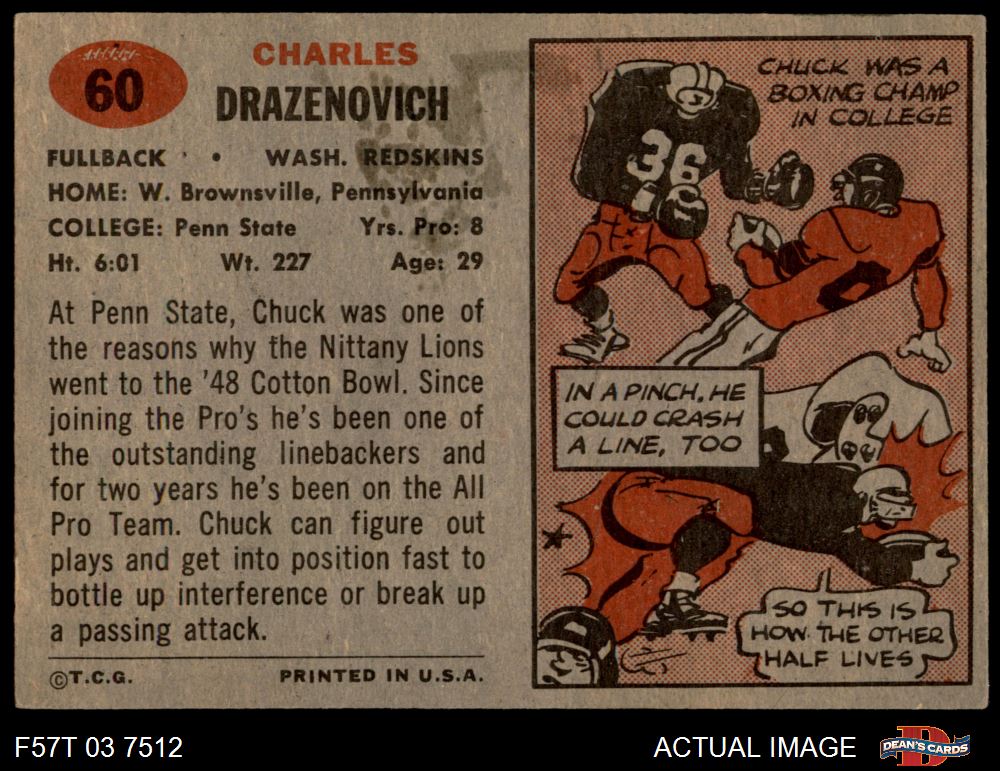 60
CHARLES
DRAZENOVICH
FULLBACK • WASH. REDSKINS
HOME: W. Brownsville, Pennsylvania
COLLEGE: Penn State Yrs. Pro: 8
Ht. 6:01 Wt. 227 Age: 29
At Penn State, Chuck was one of
the reasons why the Nittany Lions
went to the '48 Cotton Bowl. Since
joining the Pro's he's been one of
the outstanding linebackers and
for two years he's been on the All
Pro Team. Chuck can figure out
plays and get into position fast to
bottle up interference or break up
a passing attack.
©T.C.G. PRINTED IN U.S.A.
CHUCK WAS A
BOXING CHAMP
IN COLLEGE
36
IN A PINCH, HE
COULD CRASH
A LINE, TOO
SO THIS IS
HOW THE OTHER
HALF LIVES
F57T 03 7512 ACTUAL IMAGE
D
DEAN'S CARDS